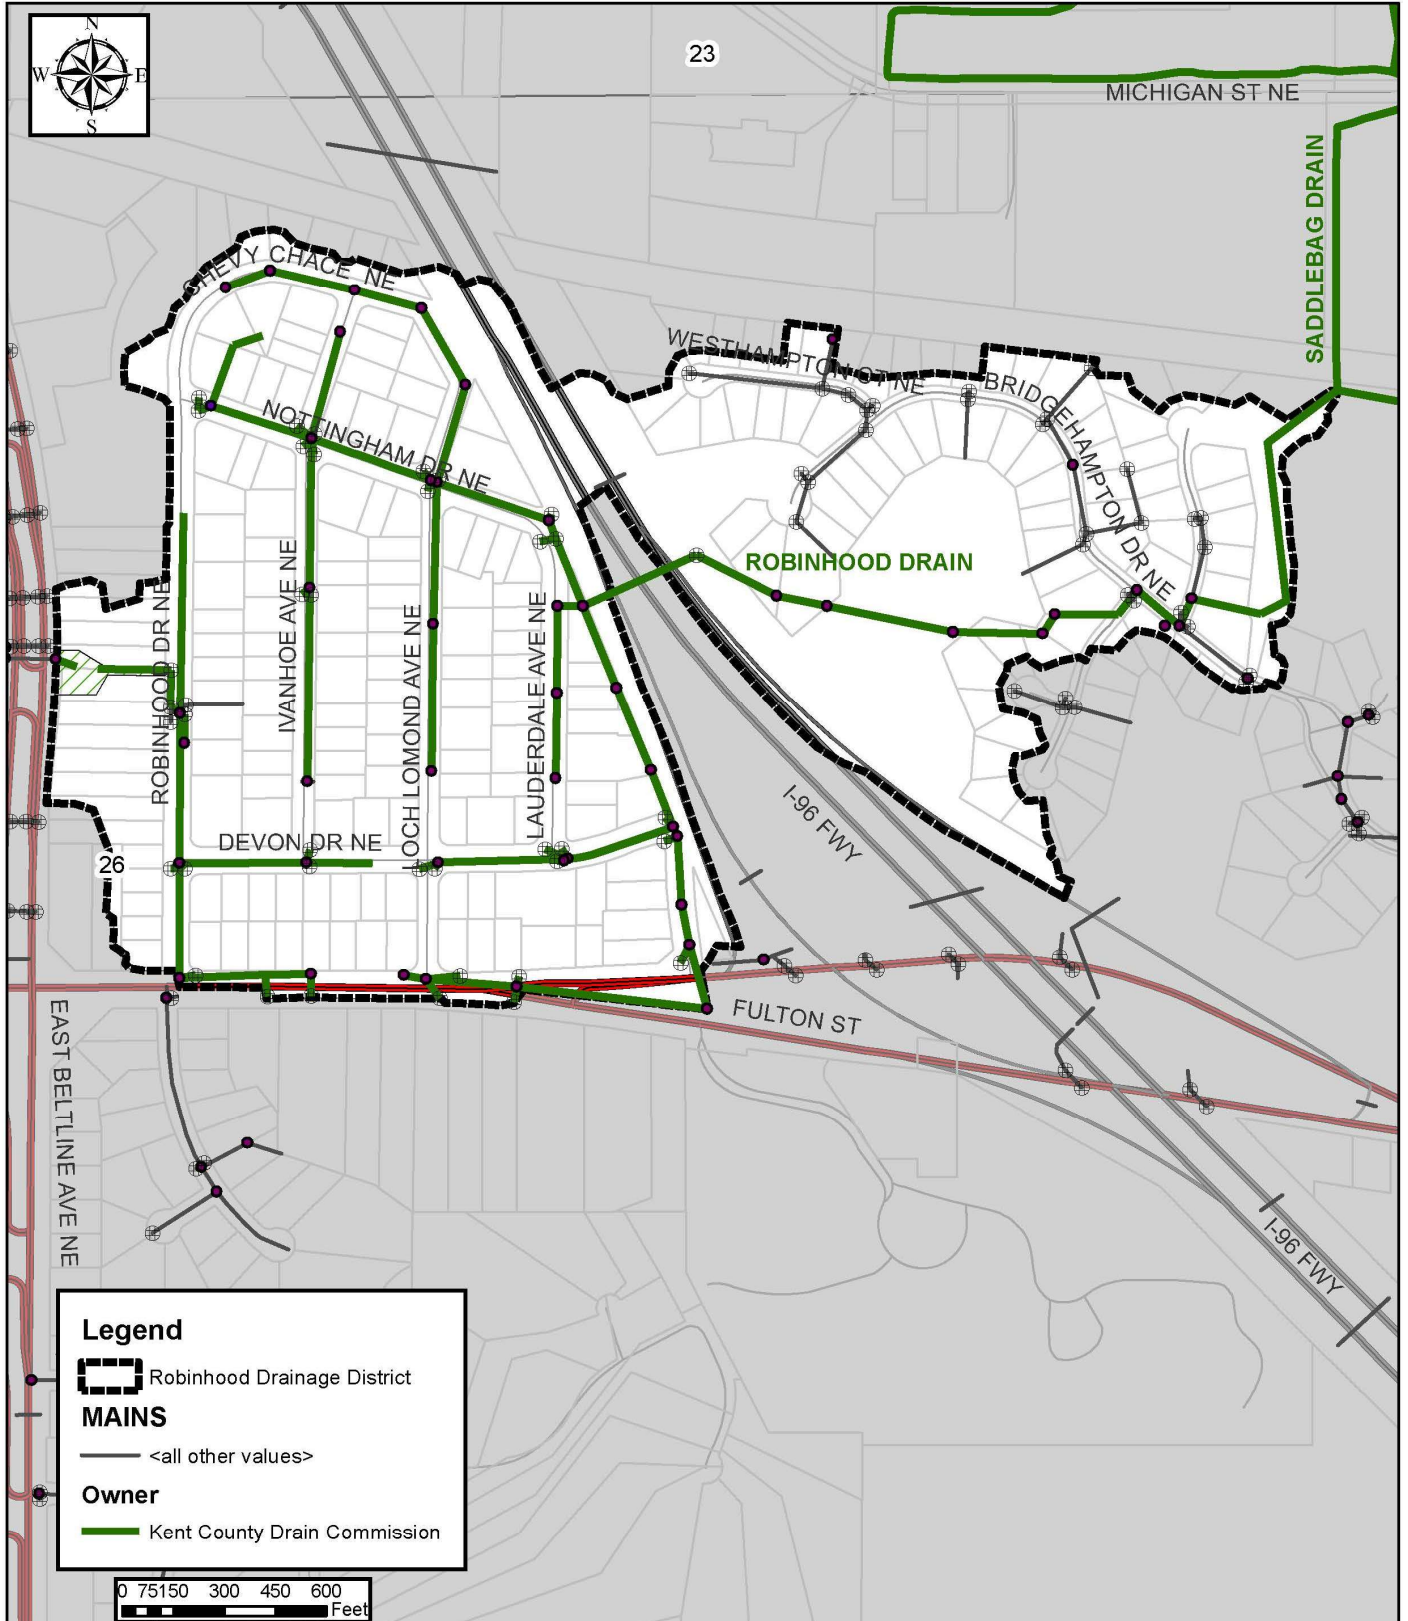 N
W E
S
23
MICHIGAN ST NE
SADDLEBAG DRAIN
CHEVY CHACE NE
WESTHAMPTON CT NE
BRIDGEHAMPTON DR NE
NOTTINGHAM DR NE
ROBINHOOD DRAIN
ROBINHOOD DR NE
IVANHOE AVE NE
LOCH LOMOND AVE NE
LAUDERDALE AVE NE
I-96 FWY
DEVON DR NE
26
FULTON ST
EAST BELTLINE AVE NE
I-96 FWY
Legend
Robinhood Drainage District
MAINS
<all other values>
Owner
Kent County Drain Commission
0 75150 300 450 600
Feet